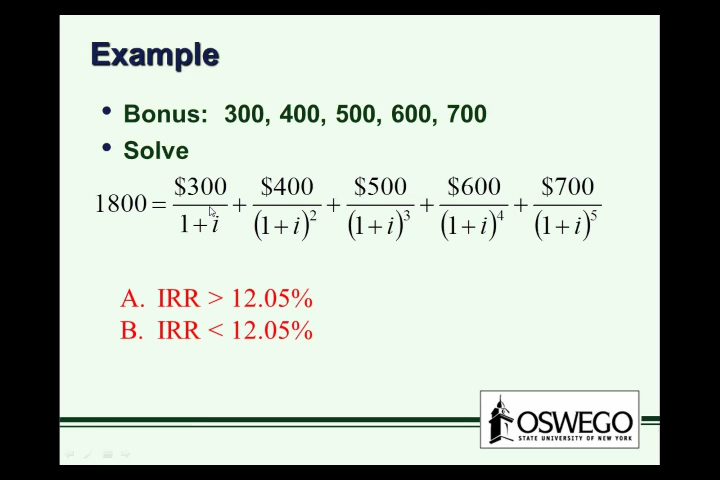 Example
• Bonus: 300, 400, 500, 600, 700
• Solve
1800 = $300/(1+i) + $400/(1+i)^2 + $500/(1+i)^3 + $600/(1+i)^4 + $700/(1+i)^5
A. IRR > 12.05%
B. IRR < 12.05%
OSWEGO
STATE UNIVERSITY OF NEW YORK